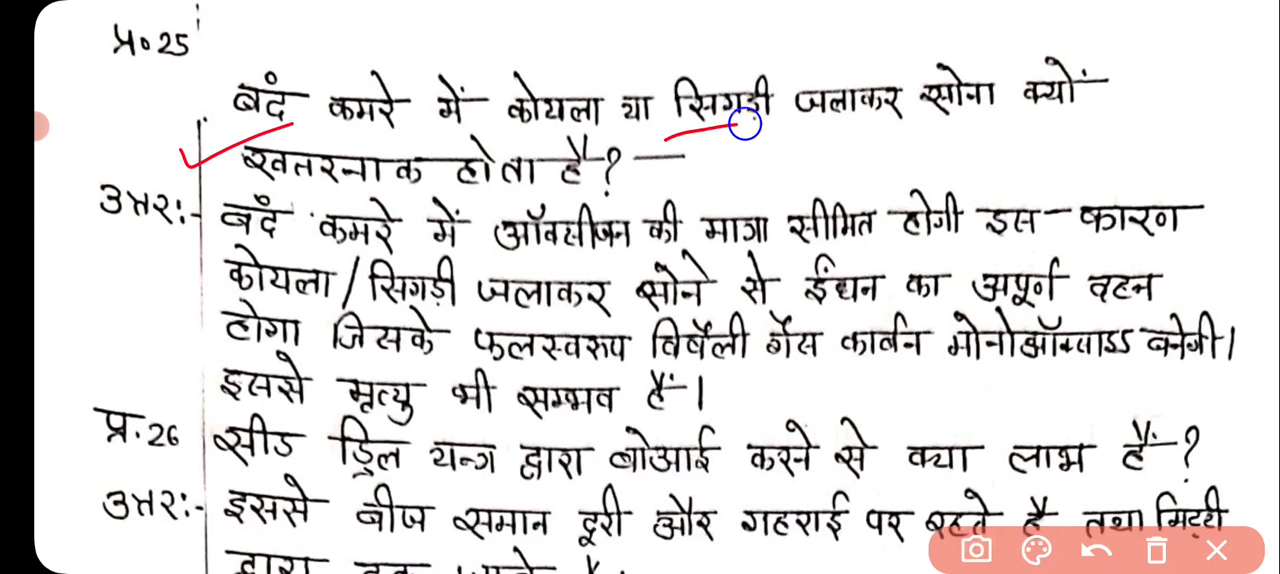 प्र० 25
बंद कमरे में कोयला या सिगड़ी जलाकर सोना क्यों
खतरनाक होता है? —
उत्तर:- बंद कमरे में ऑक्सीजन की मात्रा सीमित होगी इस कारण
कोयला / सिगड़ी जलाकर सोने से ईंधन का अपूर्ण दहन
होगा जिसके फलस्वरुप विषैली गैस कार्बन मोनोऑक्साइड बनेगी।
इससे मृत्यु भी सम्भव हैं।
प्र. 26 सीड ड्रिल यन्त्र द्वारा बोआई करने से क्या लाभ हैं?
उत्तर:- इससे बीज समान दूरी और गहराई पर रहते है तथा मिट्टी
द्वारा